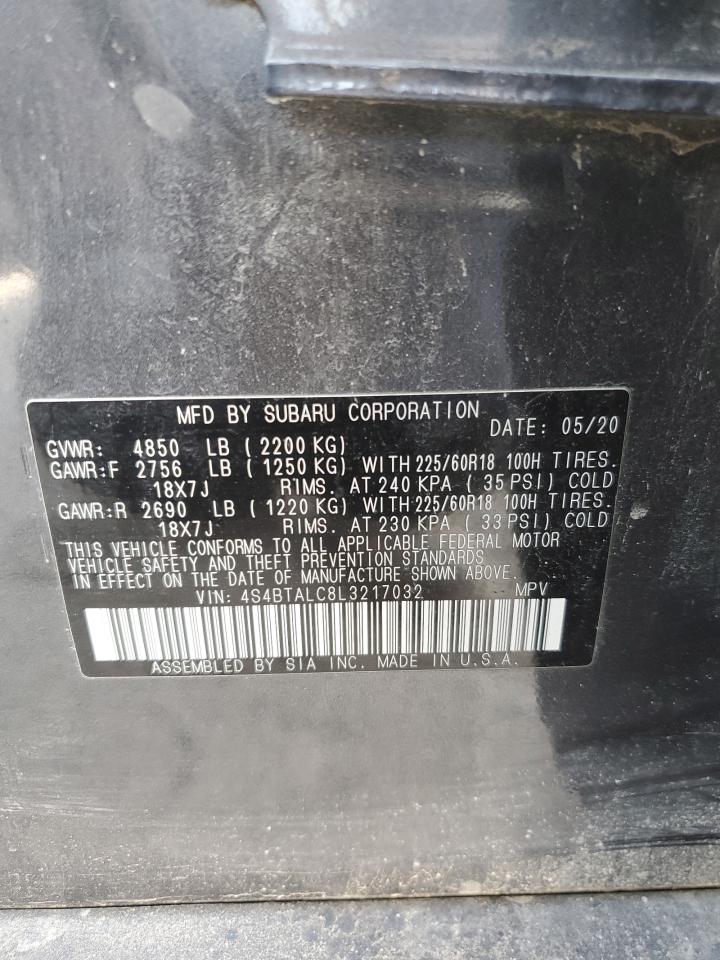 MFD BY SUBARU CORPORATION
DATE: 05/20
GVWR: 4850 LB (2200 KG)
GAWR:F 2756 LB (1250 KG) WITH 225/60R18 100H TIRES.
18X7J RIMS. AT 240 KPA (35 PSI) COLD
GAWR:R 2690 LB (1220 KG) WITH 225/60R18 100H TIRES.
18X7J RIMS. AT 230 KPA (33 PSI) COLD
THIS VEHICLE CONFORMS TO ALL APPLICABLE FEDERAL MOTOR
VEHICLE SAFETY AND THEFT PREVENTION STANDARDS
IN EFFECT ON THE DATE OF MANUFACTURE SHOWN ABOVE.
VIN: 4S4BTALC8L3217032 MPV
ASSEMBLED BY SIA INC. MADE IN U.S.A.